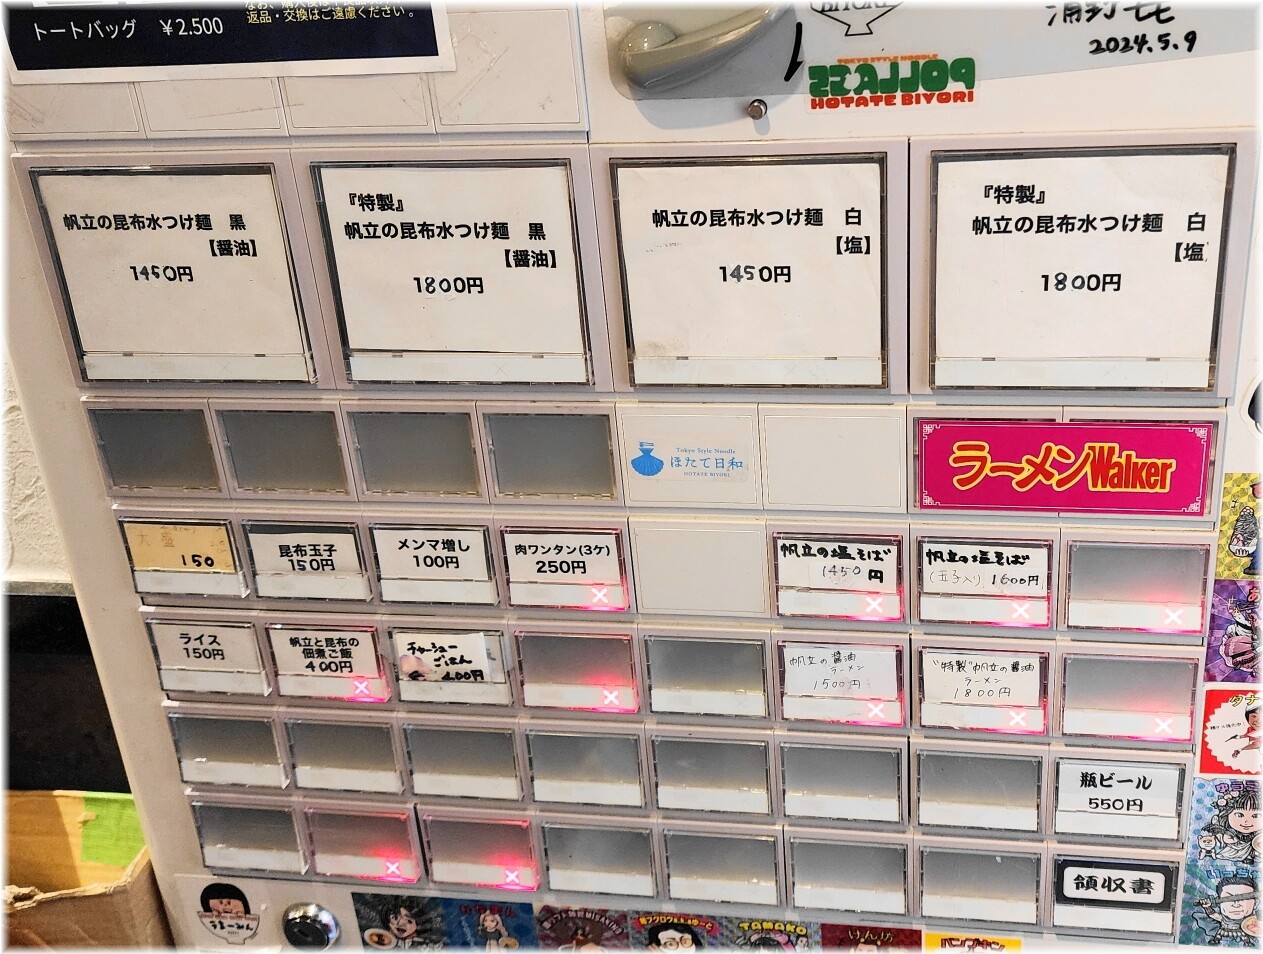 トートバッグ ¥2.500
返品・交換はご遠慮ください。
2024.5.9
TOKYO STYLE NOODLE
HOTATE BIYORI
帆立の昆布水つけ麺 黒
【醤油】
1450円
『特製』
帆立の昆布水つけ麺 黒
【醤油】
1800円
帆立の昆布水つけ麺 白
【塩】
1450円
『特製』
帆立の昆布水つけ麺 白
【塩
1800円
Tokyo Style Noodle
ほたて日和
HOTATE BIYORI
ラーメンWalker
大盛
150
昆布玉子
150円
メンマ増し
100円
肉ワンタン(3ケ)
250円
帆立の塩そば
1450円
帆立の塩そば
(玉子入り) 1600円
ライス
150円
帆立と昆布の
佃煮ご飯
400円
チャーシュー
ごはん
400円
帆立の醤油
ラーメン
1500円
"特製"帆立の醤油
ラーメン
1800円
瓶ビール
550円
領収書
TAMAKO
けん坊